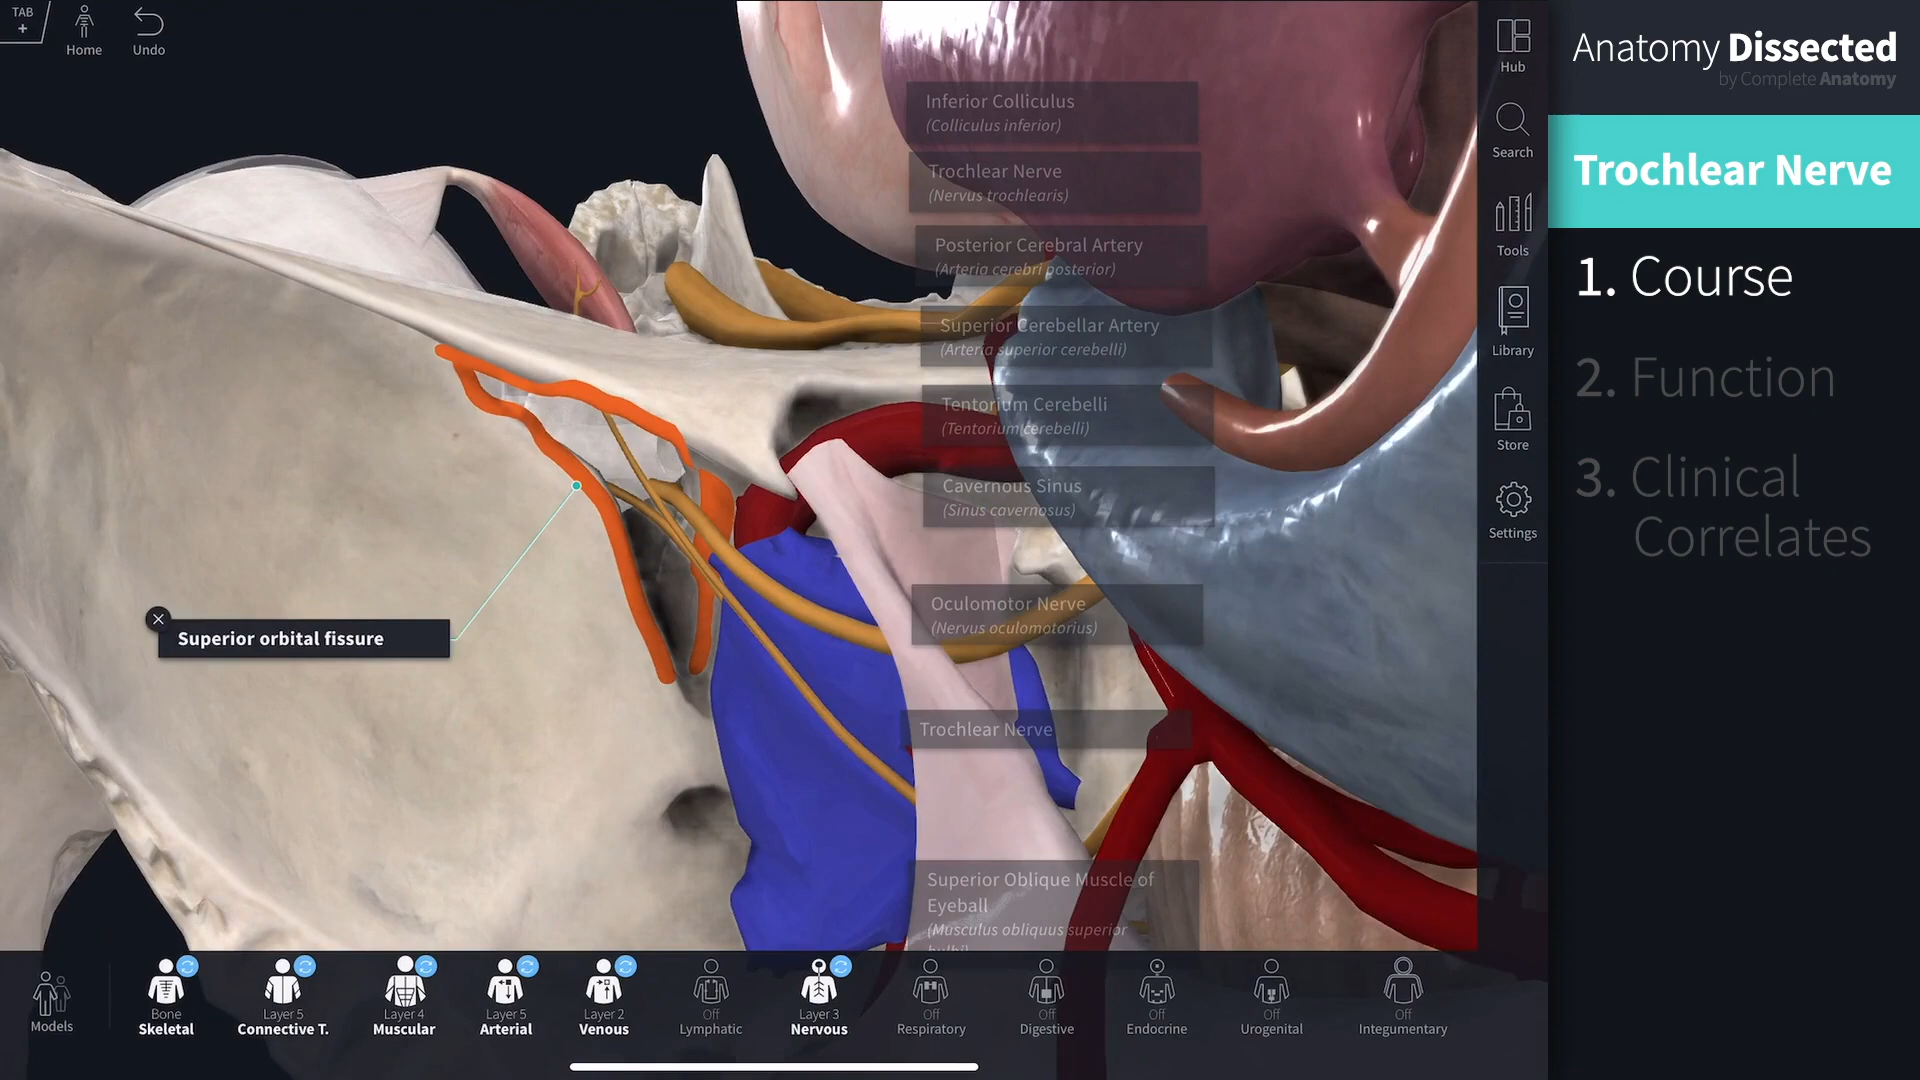 TAB
+
Home
Undo
Inferior Colliculus
(Colliculus inferior)
Trochlear Nerve
(Nervus trochlearis)
Posterior Cerebral Artery
(Arteria cerebri posterior)
Superior Cerebellar Artery
(Arteria superior cerebelli)
Tentorium Cerebelli
(Tentorium cerebelli)
Cavernous Sinus
(Sinus cavernosus)
Oculomotor Nerve
(Nervus oculomotorius)
Trochlear Nerve
Superior Oblique Muscle of
Eyeball
(Musculus obliquus superior
bulbi)
Superior orbital fissure
Hub
Search
Tools
Library
Store
Settings
Anatomy Dissected
by Complete Anatomy
Trochlear Nerve
1. Course
2. Function
3. Clinical
Correlates
Models
Bone
Skeletal
Layer 5
Connective T.
Layer 4
Muscular
Layer 5
Arterial
Layer 2
Venous
Off
Lymphatic
Layer 3
Nervous
Off
Respiratory
Off
Digestive
Off
Endocrine
Off
Urogenital
Off
Integumentary